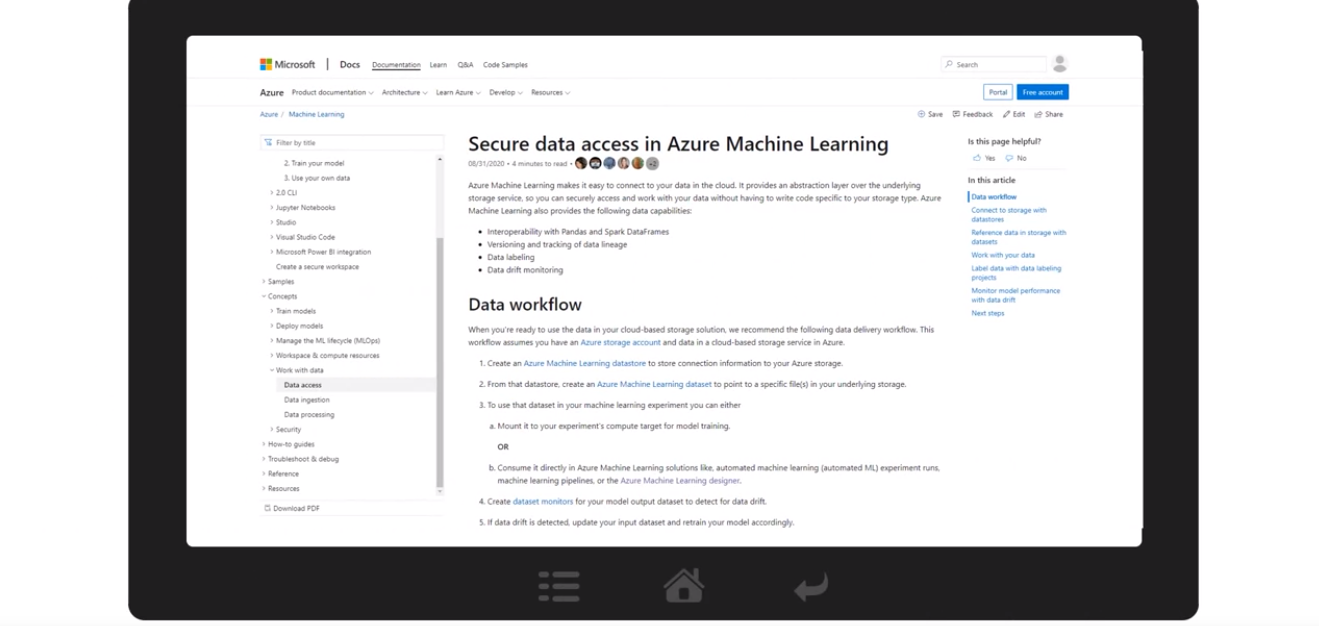 Microsoft | Docs Documentation Learn Q&A Code Samples
Search
Azure Product documentation Architecture Learn Azure Develop Resources
Portal Free account
Azure / Machine Learning
Save Feedback Edit Share
Filter by title
2. Train your model
3. Use your own data
2.0 CLI
Jupyter Notebooks
Studio
Visual Studio Code
Microsoft Power BI integration
Create a secure workspace
Samples
Concepts
Train models
Deploy models
Manage the ML lifecycle (MLOps)
Workspace & compute resources
Work with data
Data access
Data ingestion
Data processing
Security
How-to guides
Troubleshoot & debug
Reference
Resources
Download PDF
Secure data access in Azure Machine Learning
08/31/2020 • 4 minutes to read • +2
Azure Machine Learning makes it easy to connect to your data in the cloud. It provides an abstraction layer over the underlying
storage service, so you can securely access and work with your data without having to write code specific to your storage type. Azure
Machine Learning also provides the following data capabilities:
• Interoperability with Pandas and Spark DataFrames
• Versioning and tracking of data lineage
• Data labeling
• Data drift monitoring
Data workflow
When you're ready to use the data in your cloud-based storage solution, we recommend the following data delivery workflow. This
workflow assumes you have an Azure storage account and data in a cloud-based storage service in Azure.
1. Create an Azure Machine Learning datastore to store connection information to your Azure storage.
2. From that datastore, create an Azure Machine Learning dataset to point to a specific file(s) in your underlying storage.
3. To use that dataset in your machine learning experiment you can either
a. Mount it to your experiment's compute target for model training.
OR
b. Consume it directly in Azure Machine Learning solutions like, automated machine learning (automated ML) experiment runs,
machine learning pipelines, or the Azure Machine Learning designer.
4. Create dataset monitors for your model output dataset to detect for data drift.
5. If data drift is detected, update your input dataset and retrain your model accordingly.
Is this page helpful?
Yes No
In this article
Data workflow
Connect to storage with
datastores
Reference data in storage with
datasets
Work with your data
Label data with data labeling
projects
Monitor model performance
with data drift
Next steps